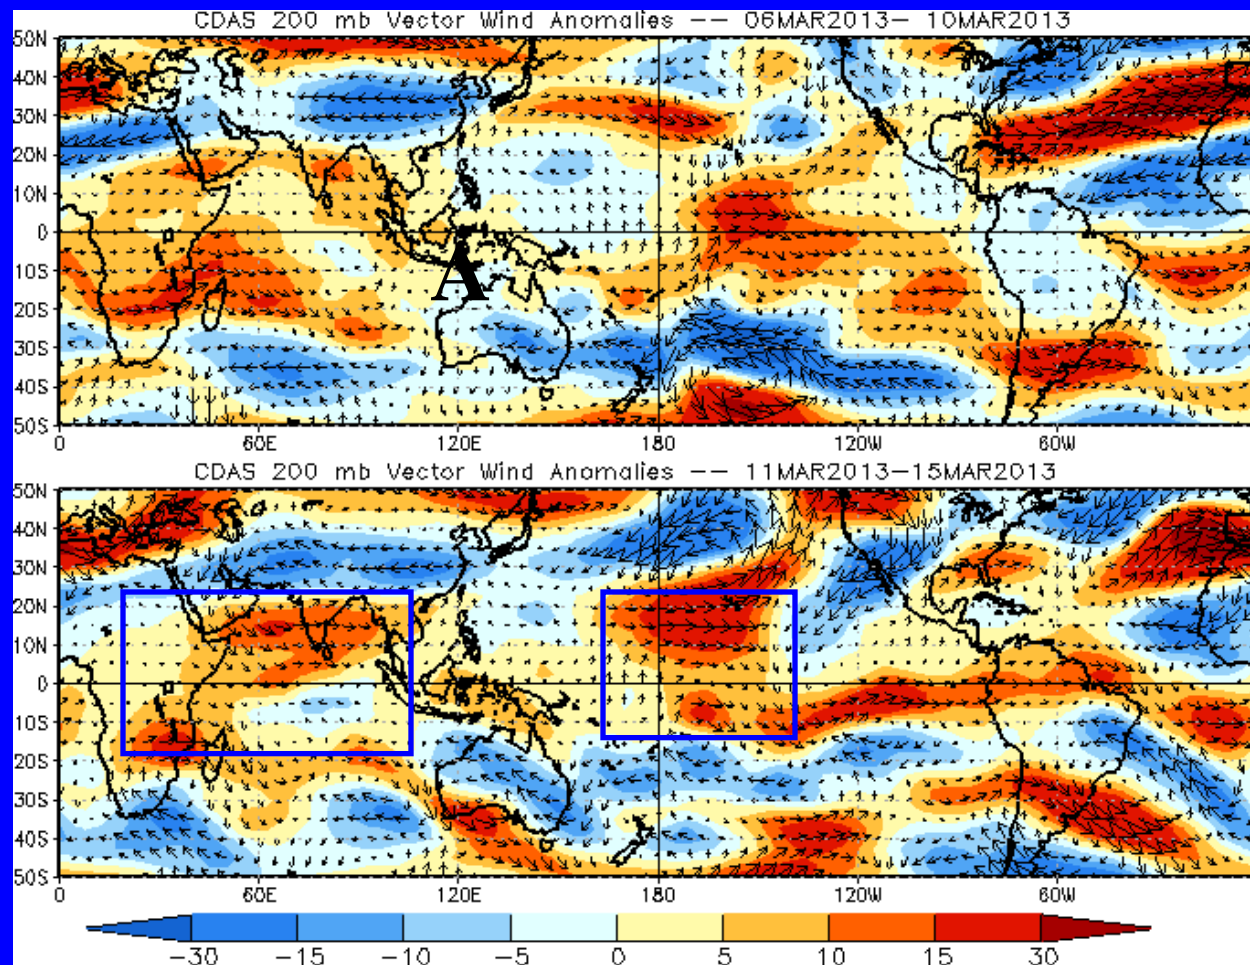 CDAS 200 mb Vector Wind Anomalies -- 06MAR2013- 10MAR2013
50N
40N
30N
20N
10N
0
A
10S
20S
30S
40S
50S
0 60E 120E 180 120W 60W
CDAS 200 mb Vector Wind Anomalies -- 11MAR2013-15MAR2013
50N
40N
30N
20N
10N
0
10S
20S
30S
40S
50S
0 60E 120E 180 120W 60W
-30 -15 -10 -5 0 5 10 15 30